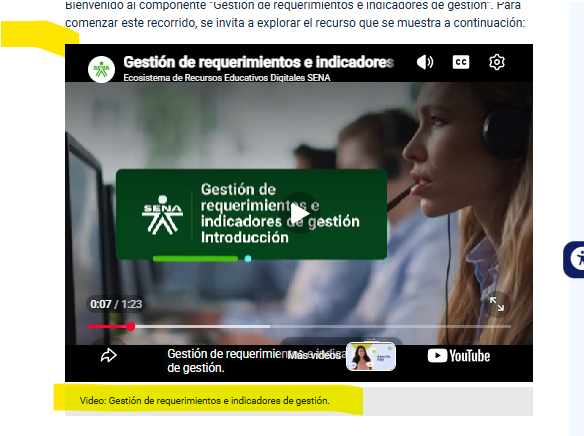 Bienvenido al componente "Gestión de requerimientos e indicadores de gestión". Para
comenzar este recorrido, se invita a explorar el recurso que se muestra a continuación:
SENA
Gestión de requerimientos e indicadores
Ecosistema de Recursos Educativos Digitales SENA
CC
SENA
Gestión de
requerimientos e
indicadores de gestión
Introducción
0:07 / 1:23
Gestión de requerimientos e indica
de gestión.
Más videos
YouTube
Video: Gestión de requerimientos e indicadores de gestión.